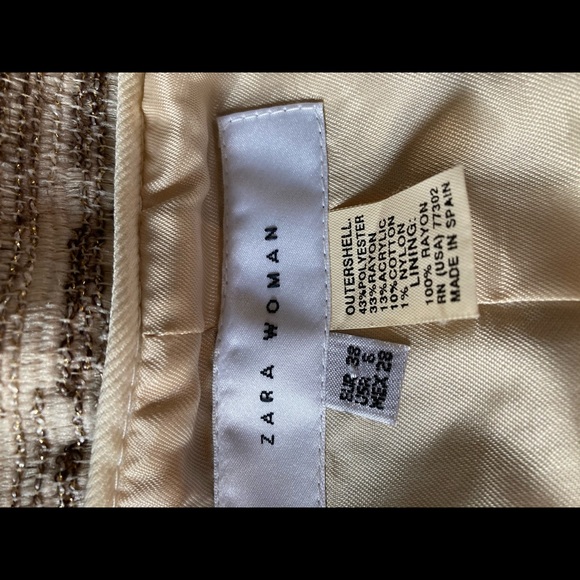 ZARA WOMAN
OUTERSHELL.
43%POLYESTER
33%RAYON
13%ACRYLIC
10%COTTON
1% NYLON
LINING:
100% RAYON
RN (USA) 77302
MADE IN SPAIN
EUR 38
USA 6
MEX 28